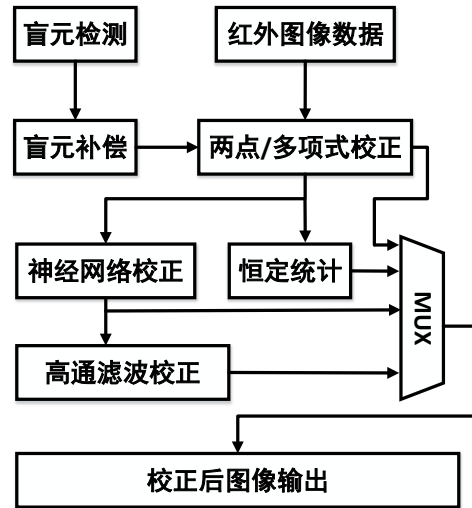 盲元检测
红外图像数据
盲元补偿
两点/多项式校正
神经网络校正
恒定统计
MUX
高通滤波校正
校正后图像输出